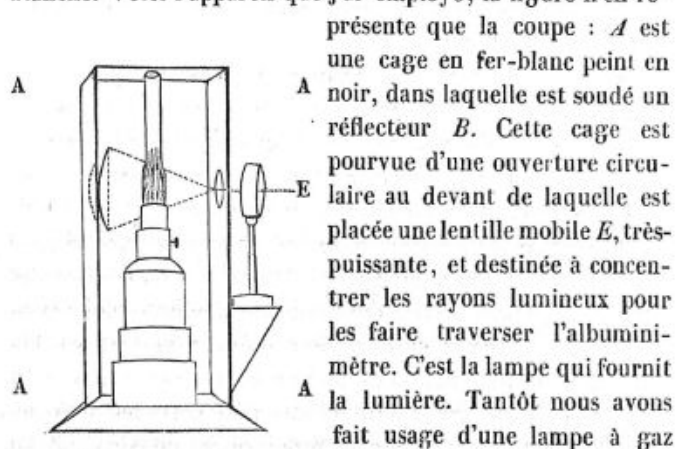 présente que la coupe : A est
une cage en fer-blanc peint en
A A noir, dans laquelle est soudé un
réflecteur B. Cette cage est
pourvue d'une ouverture circu-
E laire au devant de laquelle est
placée une lentille mobile E, très-
puissante, et destinée à concen-
trer les rayons lumineux pour
les faire traverser l'albumini-
mètre. C'est la lampe qui fournit
A A la lumière. Tantôt nous avons
fait usage d'une lampe à gaz